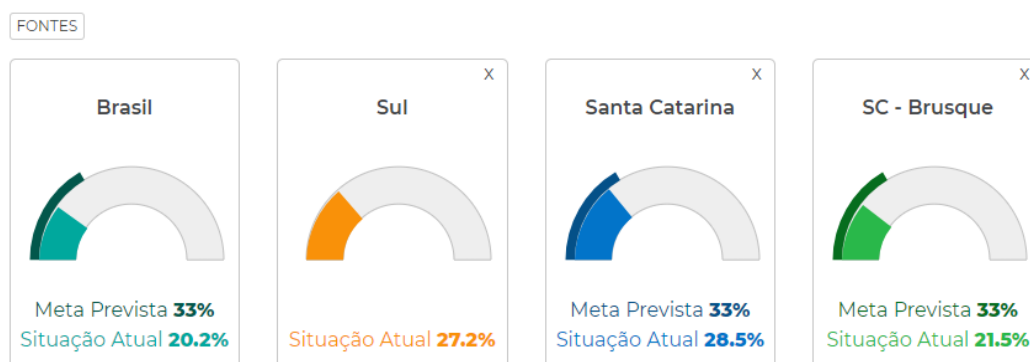 FONTES
Brasil
Meta Prevista 33%
Situação Atual 20.2%
X
Sul
Situação Atual 27.2%
X
Santa Catarina
Meta Prevista 33%
Situação Atual 28.5%
X
SC - Brusque
Meta Prevista 33%
Situação Atual 21.5%